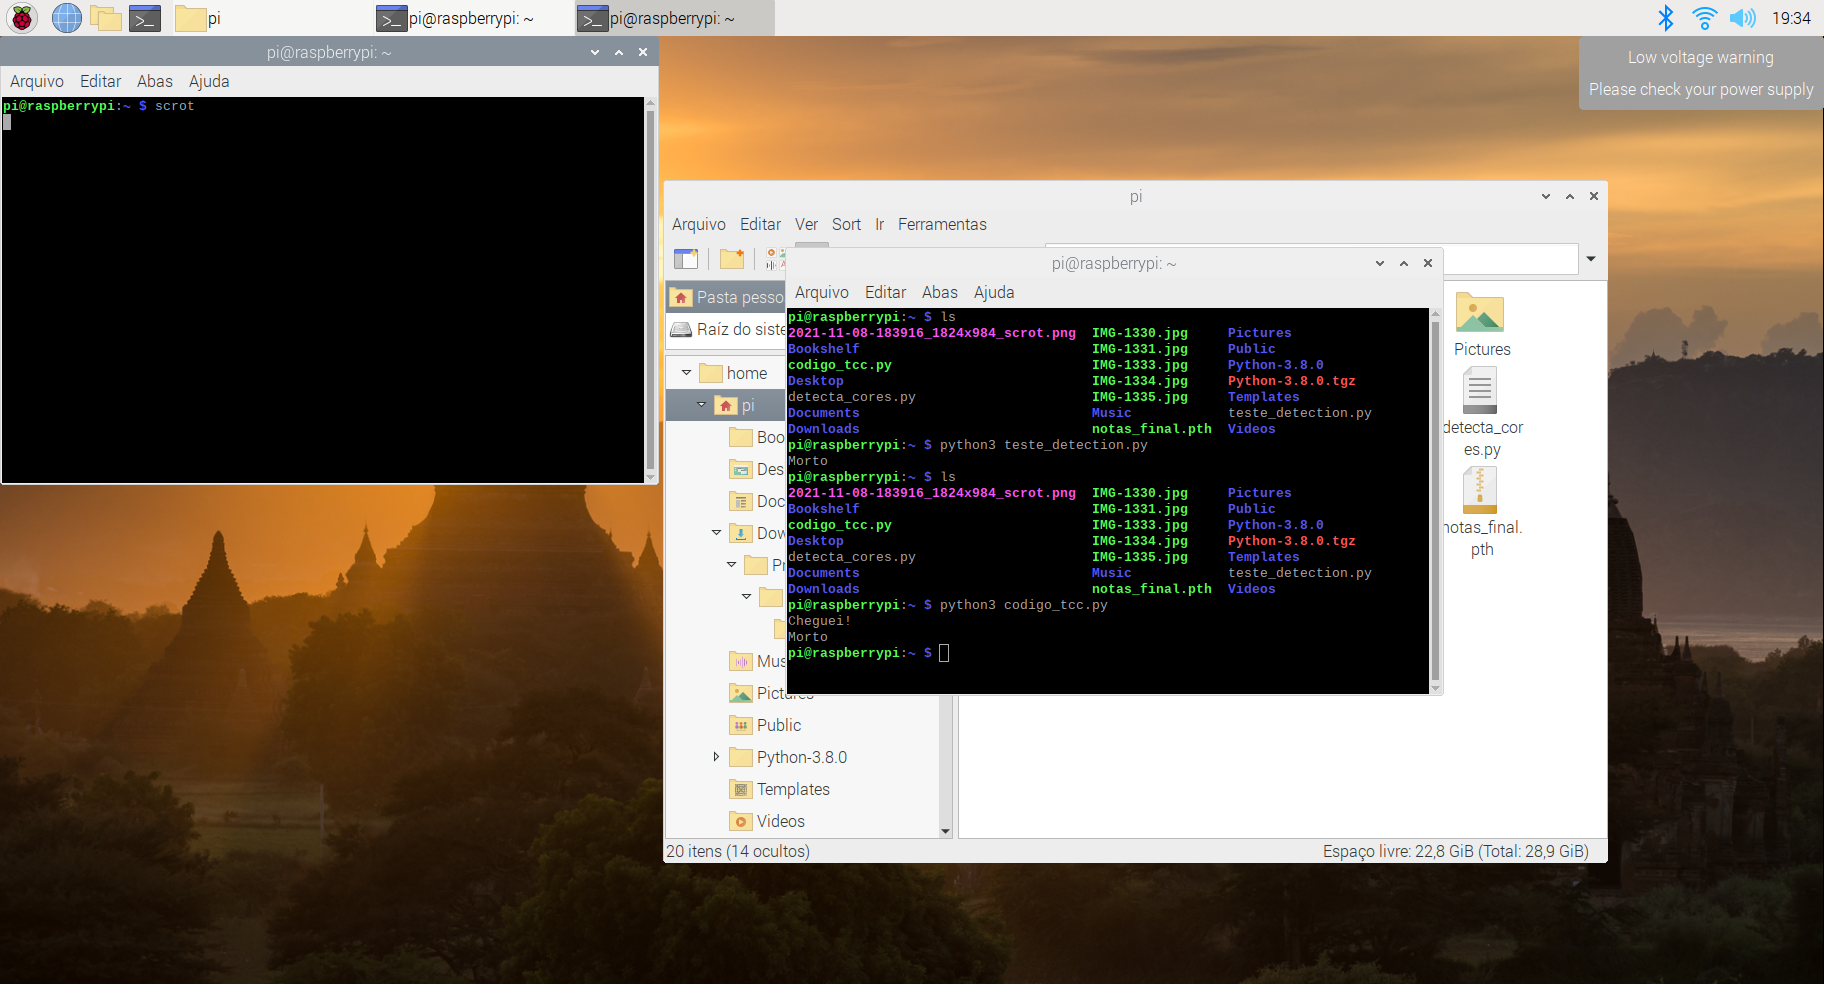 pi
pi@raspberrypi: ~
pi@raspberrypi: ~
19:34
Low voltage warning
Please check your power supply
pi@raspberrypi: ~
Arquivo Editar Abas Ajuda
pi@raspberrypi:~ $ scrot
pi
Arquivo Editar Ver Sort Ir Ferramentas
Pasta pesso
Raíz do siste
home
pi
Boo
Des
Doc
Dow
Pr
Mus
Pictures
Public
Python-3.8.0
Templates
Videos
pi@raspberrypi: ~
Arquivo Editar Abas Ajuda
pi@raspberrypi:~ $ ls
2021-11-08-183916_1824x984_scrot.png IMG-1330.jpg Pictures
Bookshelf IMG-1331.jpg Public
codigo_tcc.py IMG-1333.jpg Python-3.8.0
Desktop IMG-1334.jpg Python-3.8.0.tgz
detecta_cores.py IMG-1335.jpg Templates
Documents Music teste_detection.py
Downloads notas_final.pth Videos
pi@raspberrypi:~ $ python3 teste_detection.py
Morto
pi@raspberrypi:~ $ ls
2021-11-08-183916_1824x984_scrot.png IMG-1330.jpg Pictures
Bookshelf IMG-1331.jpg Public
codigo_tcc.py IMG-1333.jpg Python-3.8.0
Desktop IMG-1334.jpg Python-3.8.0.tgz
detecta_cores.py IMG-1335.jpg Templates
Documents Music teste_detection.py
Downloads notas_final.pth Videos
pi@raspberrypi:~ $ python3 codigo_tcc.py
Cheguei!
Morto
pi@raspberrypi:~ $
Pictures
detecta_cor
es.py
notas_final.
pth
20 itens (14 ocultos)
Espaço livre: 22,8 GiB (Total: 28,9 GiB)